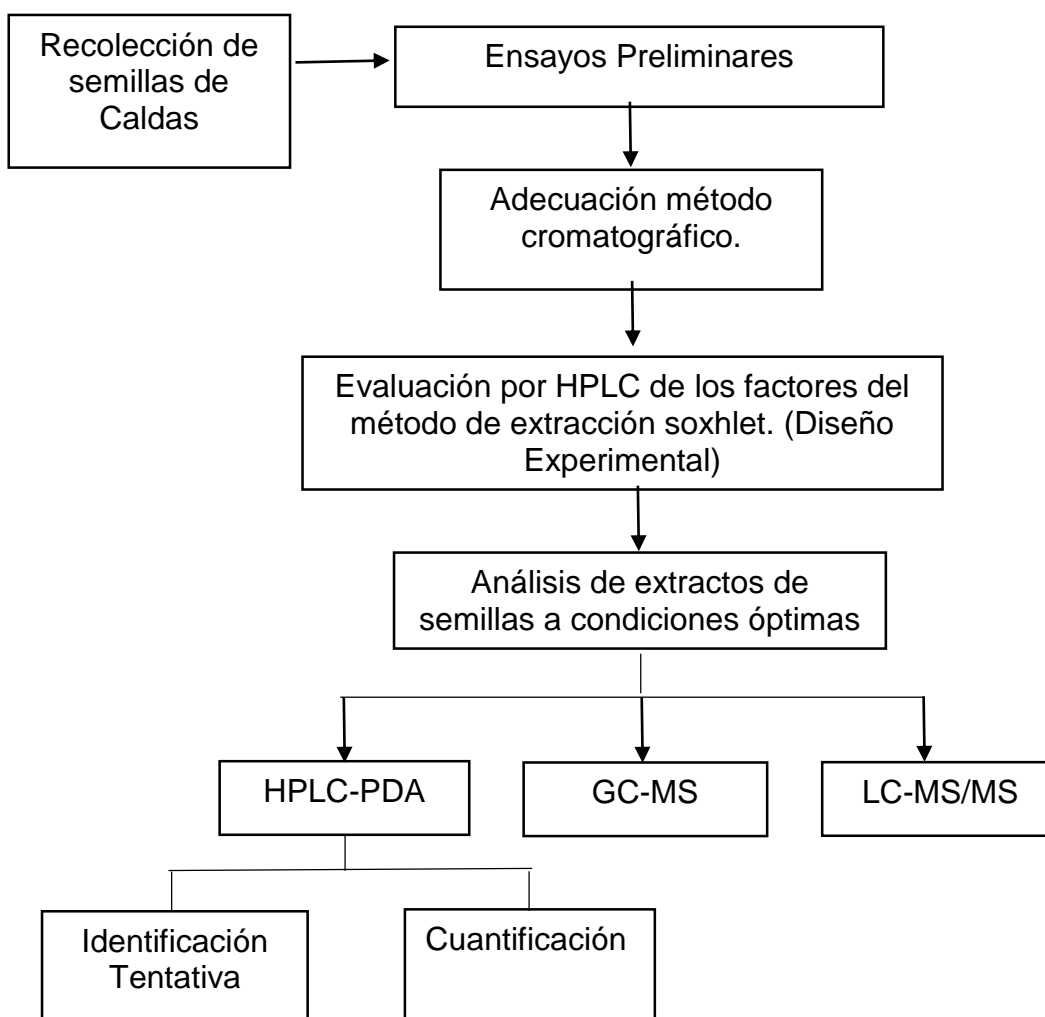 Recolección de
semillas de
Caldas
Ensayos Preliminares
Adecuación método
cromatográfico.
Evaluación por HPLC de los factores del
método de extracción soxhlet. (Diseño
Experimental)
Análisis de extractos de
semillas a condiciones óptimas
HPLC-PDA
GC-MS
LC-MS/MS
Identificación
Tentativa
Cuantificación